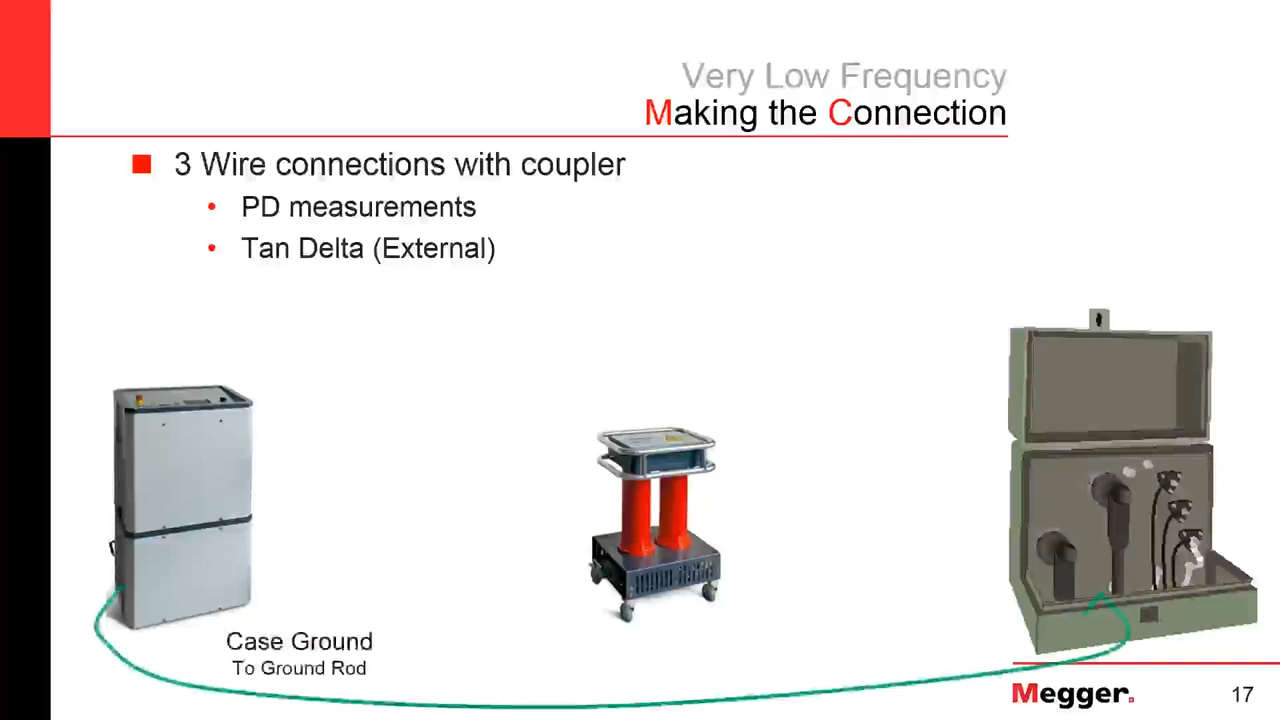 Very Low Frequency
Making the Connection
3 Wire connections with coupler
PD measurements
Tan Delta (External)
Case Ground
To Ground Rod
Megger.
17